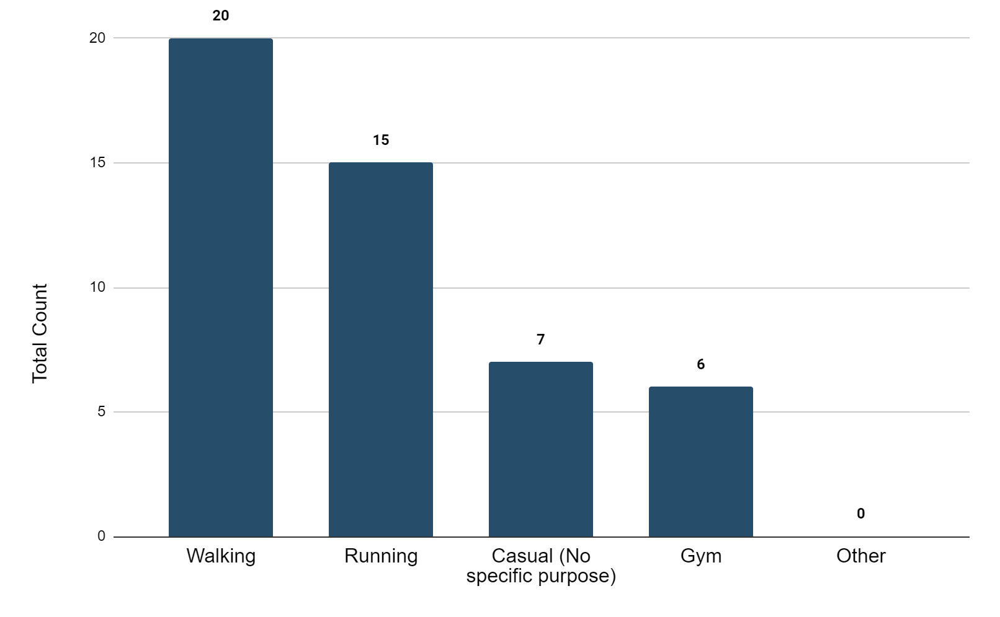 20
20
15
15
10
7
6
5
0
0
Total Count
Walking
Running
Casual (No
specific purpose)
Gym
Other